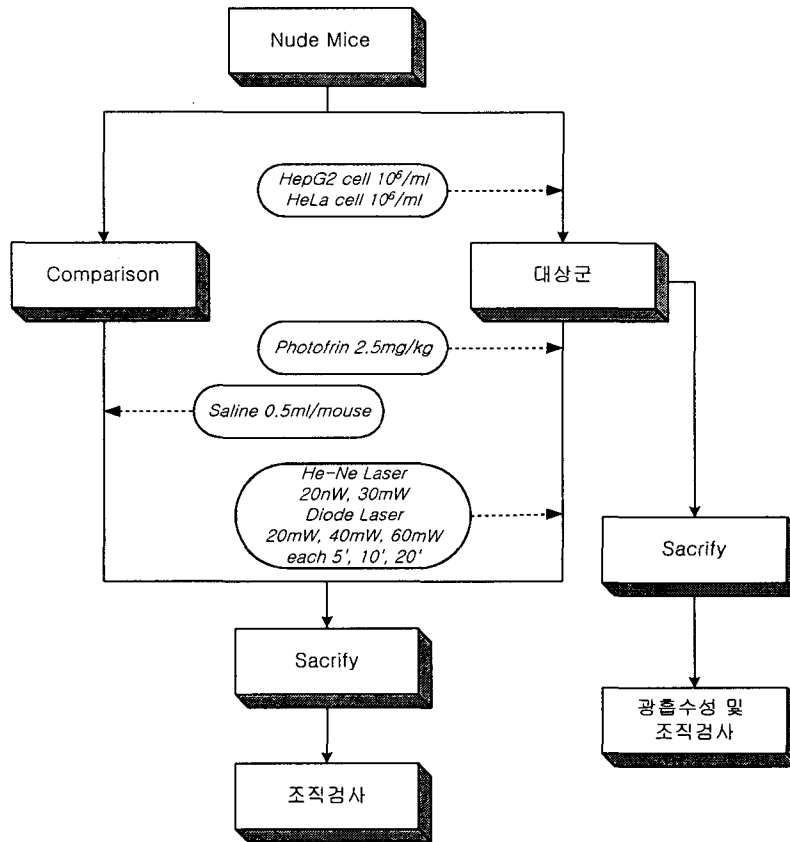 Nude Mice
HepG2 cell 10⁶/ml
HeLa cell 10⁶/ml
Comparison
대상군
Photofrin 2.5mg/kg
Saline 0.5ml/mouse
He-Ne Laser
20nW, 30mW
Diode Laser
20mW, 40mW, 60mW
each 5', 10', 20'
Sacrify
Sacrify
광흡수성 및
조직검사
조직검사